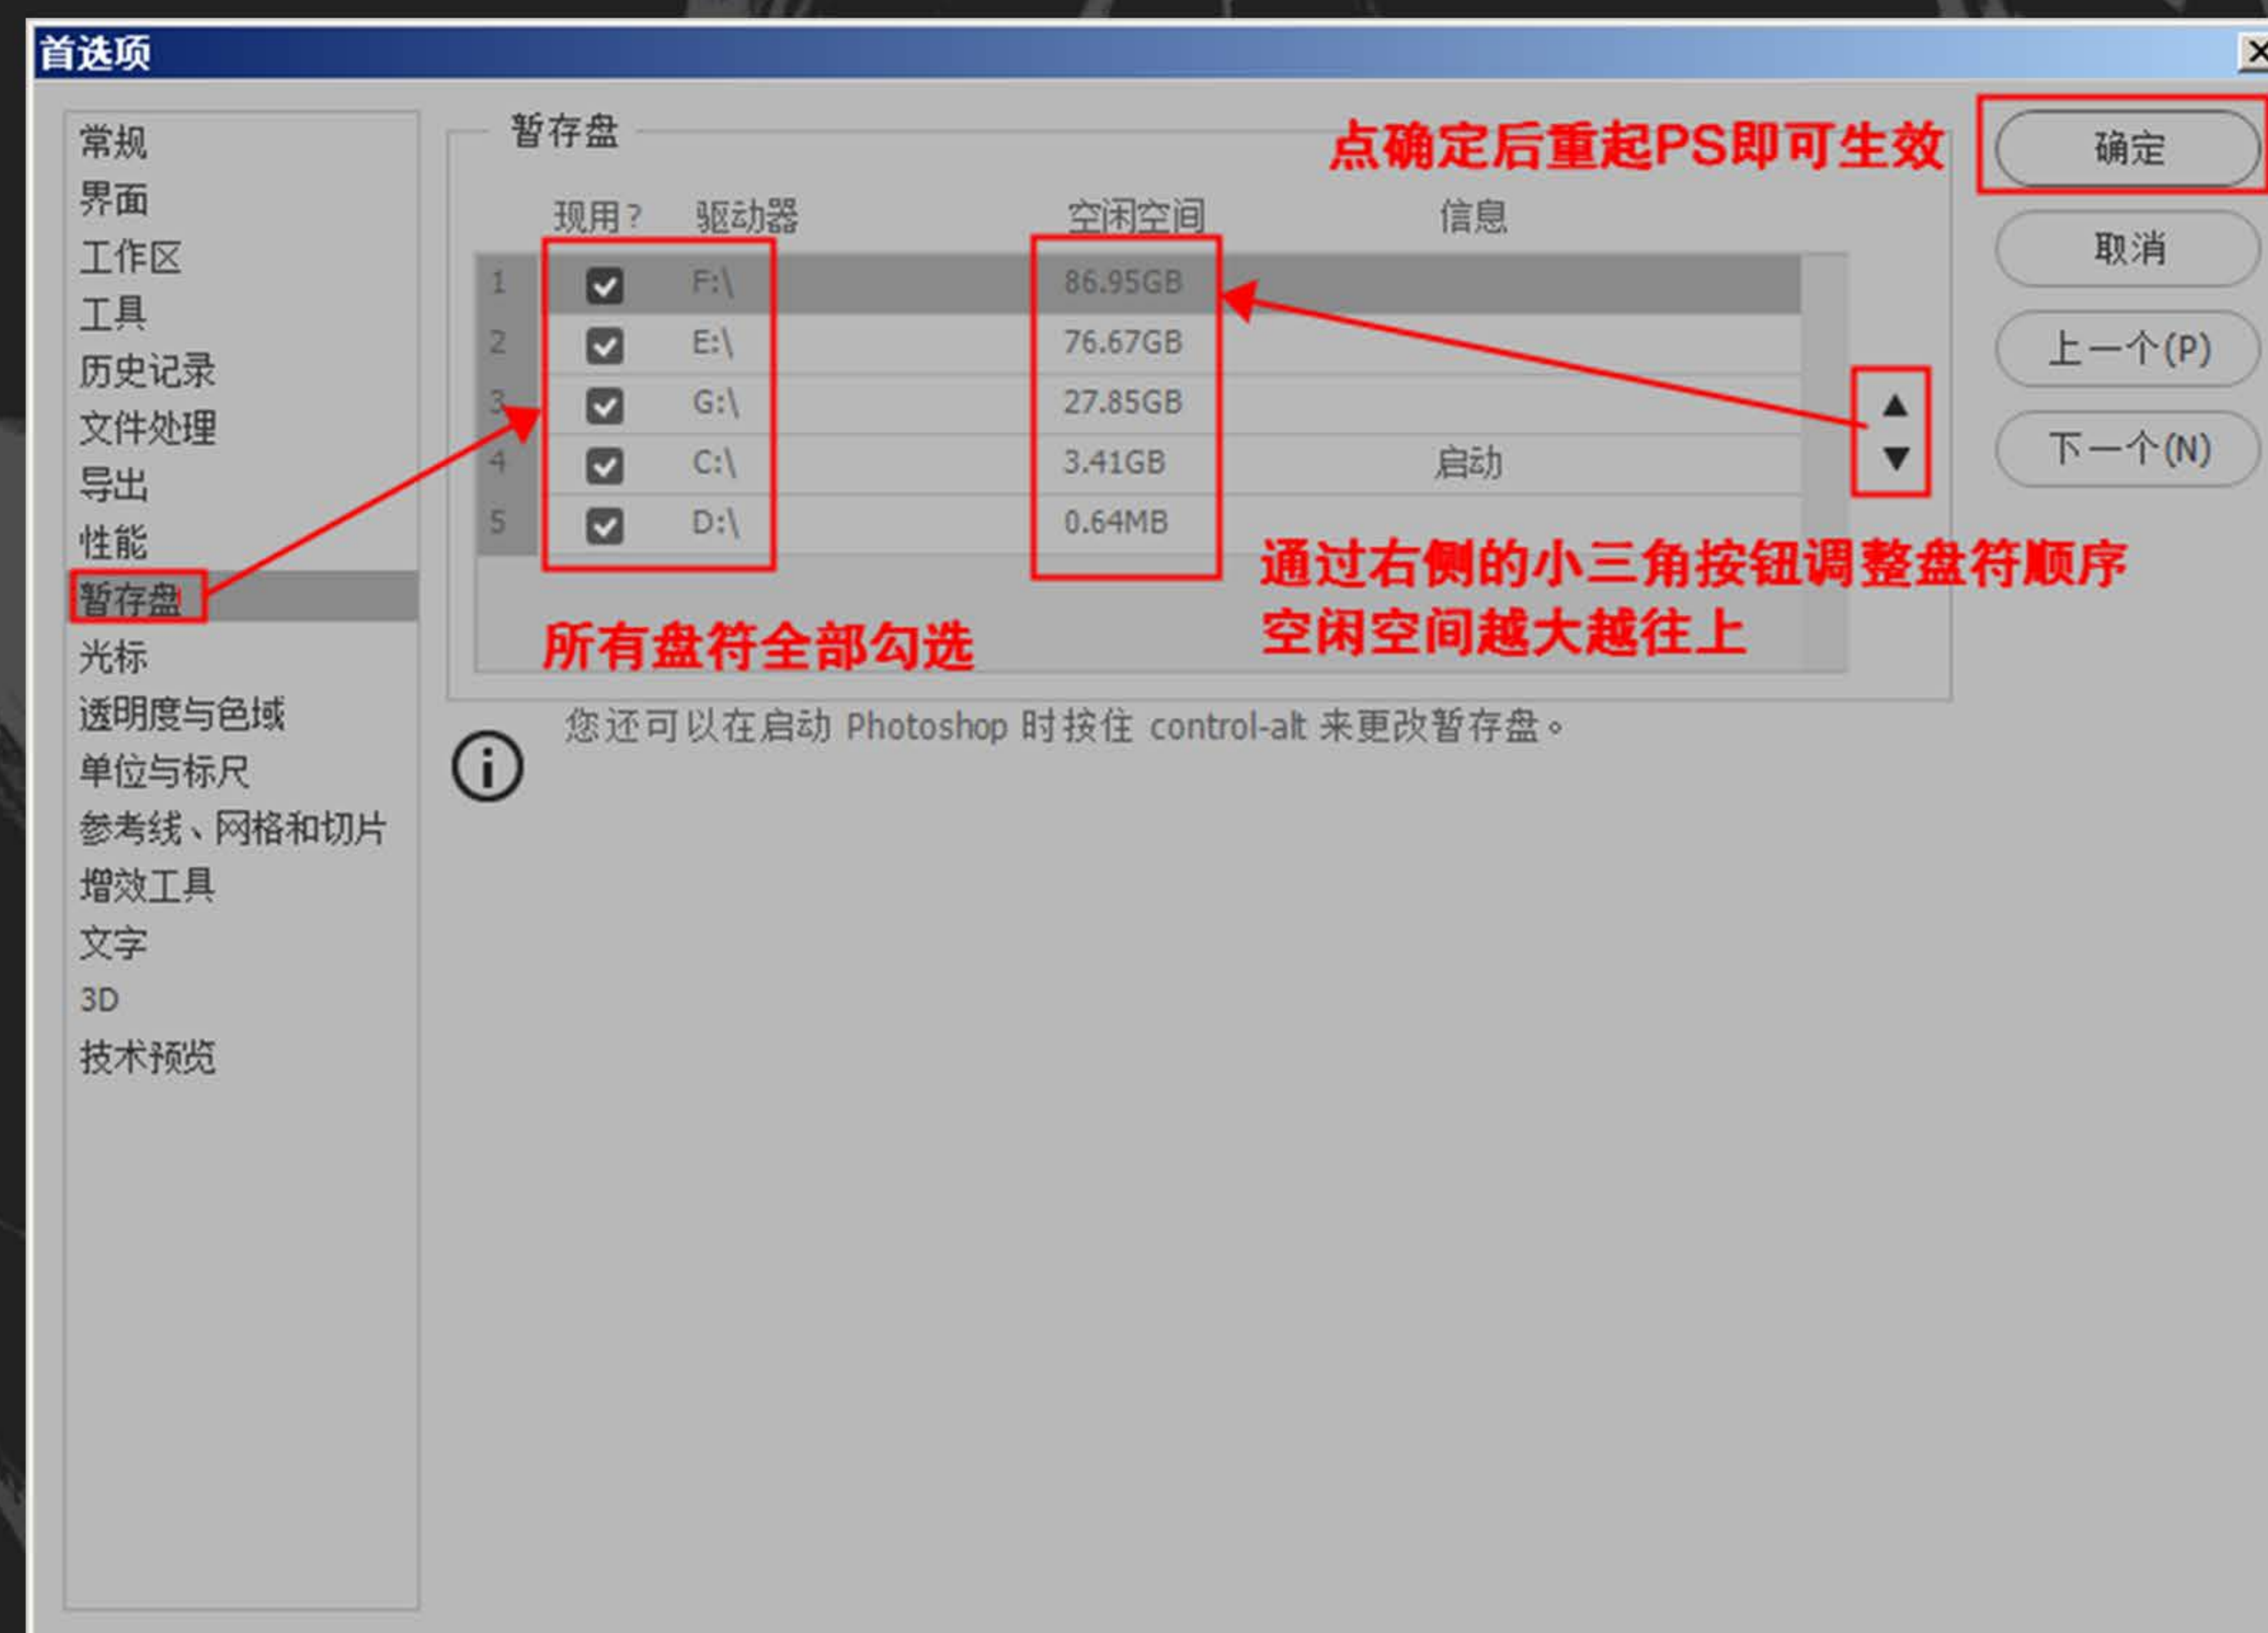 首选项
常规
界面
工作区
工具
历史记录
文件处理
导出
性能
暂存盘
光标
透明度与色域
单位与标尺
参考线、网格和切片
增效工具
文字
3D
技术预览
暂存盘
点确定后重起PS即可生效
现用? 驱动器 空闲空间 信息
1 F:\ 86.95GB
2 E:\ 76.67GB
3 G:\ 27.85GB
4 C:\ 3.41GB 启动
5 D:\ 0.64MB
所有盘符全部勾选
通过右侧的小三角按钮调整盘符顺序
空闲空间越大越往上
您还可以在启动 Photoshop 时按住 control-alt 来更改暂存盘。
确定
取消
上一个(P)
下一个(N)